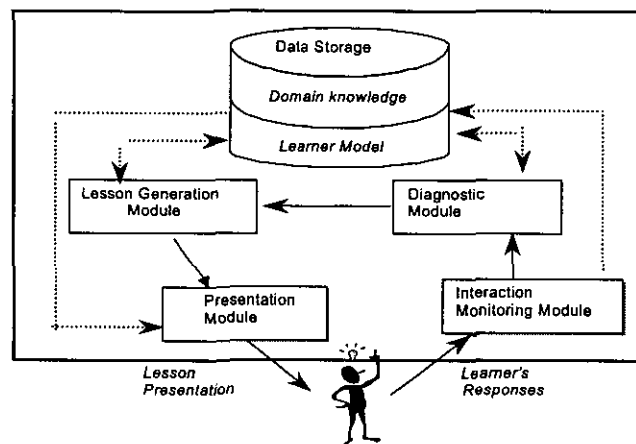 Data Storage
Domain knowledge
Learner Model
Lesson Generation
Module
Diagnostic
Module
Presentation
Module
Interaction
Monitoring Module
Lesson
Presentation
Learner's
Responses